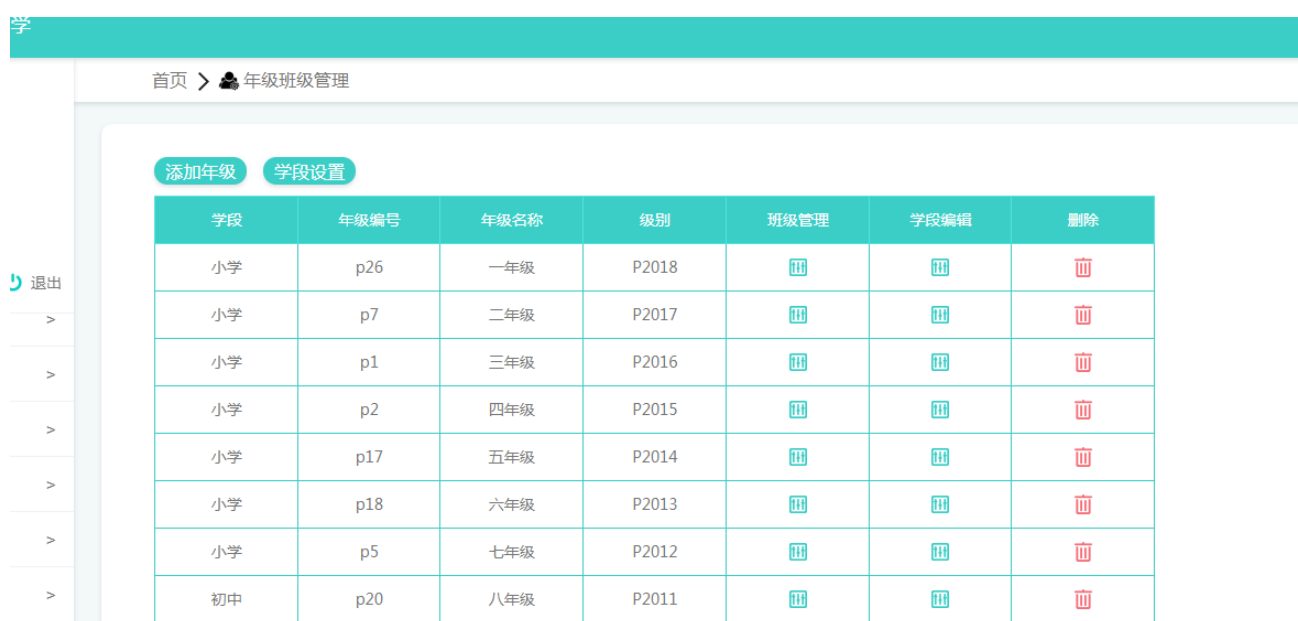 学
首页 > 年级班级管理
添加年级 学段设置
学段 年级编号 年级名称 级别 班级管理 学段编辑 删除
小学 p26 一年级 P2018
退出
小学 p7 二年级 P2017
>
小学 p1 三年级 P2016
>
小学 p2 四年级 P2015
>
小学 p17 五年级 P2014
>
小学 p18 六年级 P2013
>
小学 p5 七年级 P2012
>
初中 p20 八年级 P2011